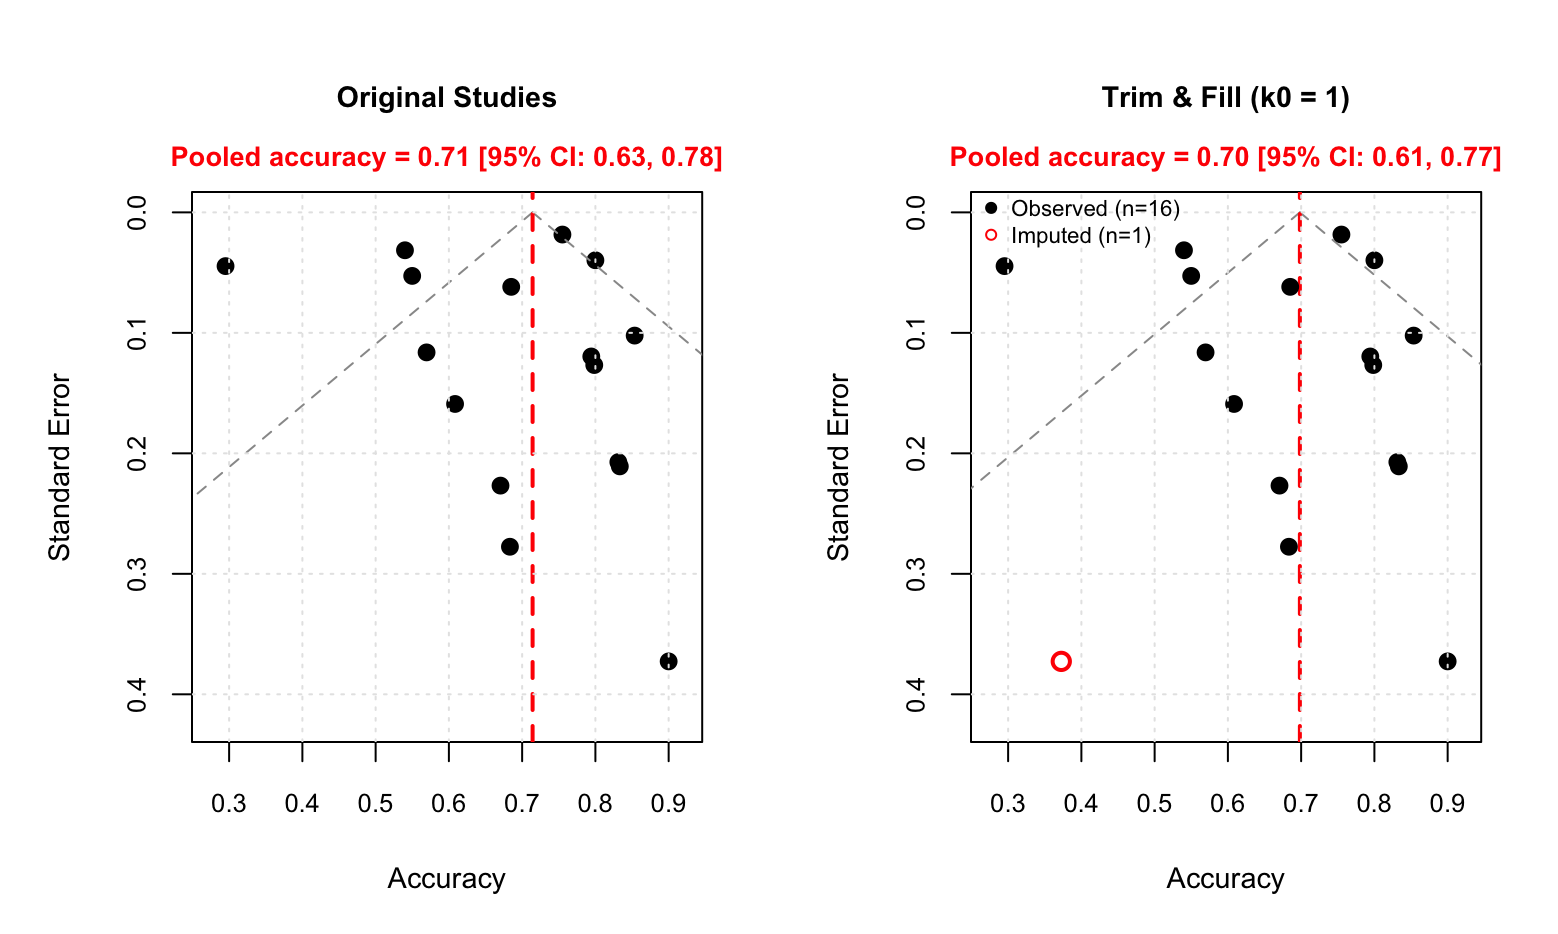 Original Studies
Pooled accuracy = 0.71 [95% CI: 0.63, 0.78]
0.0
0.1
0.2
0.3
0.4
Standard Error
0.3 0.4 0.5 0.6 0.7 0.8 0.9
Accuracy
Trim & Fill (k0 = 1)
Pooled accuracy = 0.70 [95% CI: 0.61, 0.77]
Observed (n=16)
Imputed (n=1)
0.0
0.1
0.2
0.3
0.4
Standard Error
0.3 0.4 0.5 0.6 0.7 0.8 0.9
Accuracy